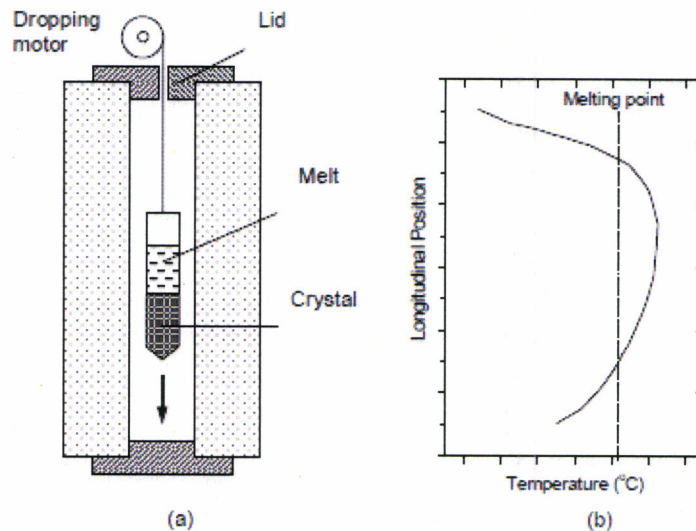 Dropping
motor
Lid
Melt
Crystal
(a)
Melting point
Longitudinal Position
Temperature (°C)
(b)